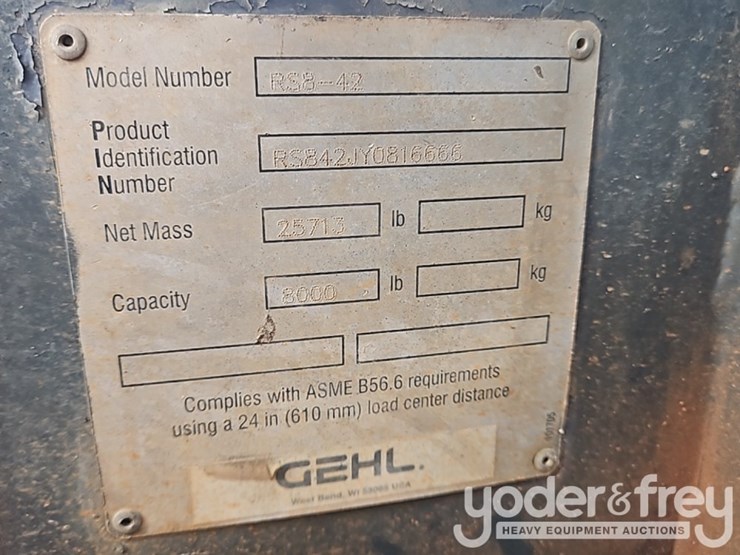 Model Number RS8-42
Product
Identification
Number
RS842JY0816666
Net Mass 25713 lb kg
Capacity 8000 lb kg
Complies with ASME B56.6 requirements
using a 24 in (610 mm) load center distance
GEHL.
West Bend, WI 53095 USA
yoder&frey
HEAVY EQUIPMENT AUCTIONS